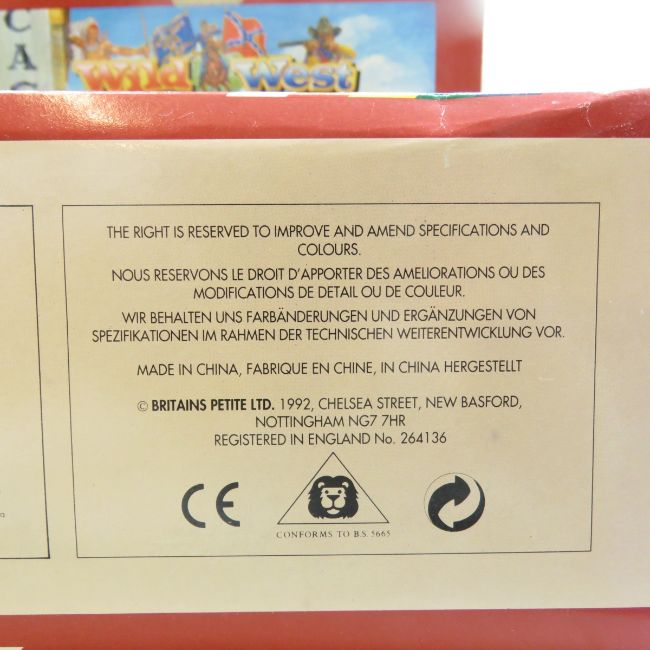 CA
Wild West
THE RIGHT IS RESERVED TO IMPROVE AND AMEND SPECIFICATIONS AND
COLOURS.
NOUS RESERVONS LE DROIT D'APPORTER DES AMELIORATIONS OU DES
MODIFICATIONS DE DETAIL OU DE COULEUR.
WIR BEHALTEN UNS FARBÄNDERUNGEN UND ERGÄNZUNGEN VON
SPEZIFIKATIONEN IM RAHMEN DER TECHNISCHEN WEITERENTWICKLUNG VOR.
MADE IN CHINA, FABRIQUE EN CHINE, IN CHINA HERGESTELLT
© BRITAINS PETITE LTD. 1992, CHELSEA STREET, NEW BASFORD,
NOTTINGHAM NG7 7HR
REGISTERED IN ENGLAND No. 264136
CE
CONFORMS TO B.S. 5665